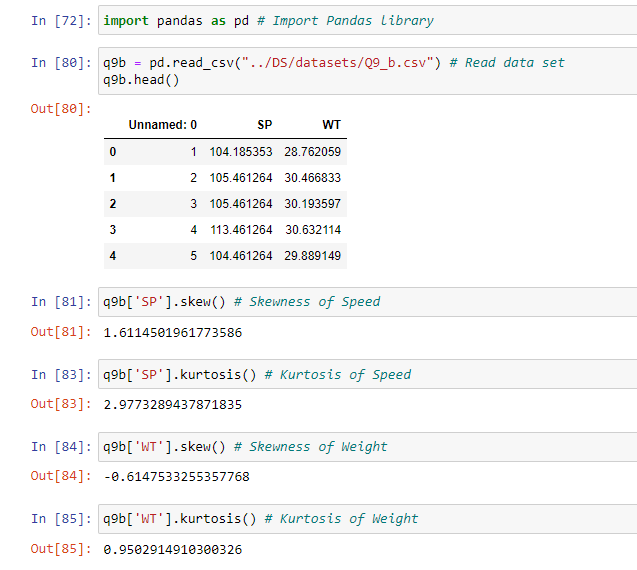 In [72]: import pandas as pd # Import Pandas library
In [80]: q9b = pd.read_csv("../DS/datasets/Q9_b.csv") # Read data set
q9b.head()
Out[80]:
Unnamed: 0 SP WT
0 1 104.185353 28.762059
1 2 105.461264 30.466833
2 3 105.461264 30.193597
3 4 113.461264 30.632114
4 5 104.461264 29.889149
In [81]: q9b['SP'].skew() # Skewness of Speed
Out[81]: 1.6114501961773586
In [83]: q9b['SP'].kurtosis() # Kurtosis of Speed
Out[83]: 2.9773289437871835
In [84]: q9b['WT'].skew() # Skewness of Weight
Out[84]: -0.6147533255357768
In [85]: q9b['WT'].kurtosis() # Kurtosis of Weight
Out[85]: 0.9502914910300326